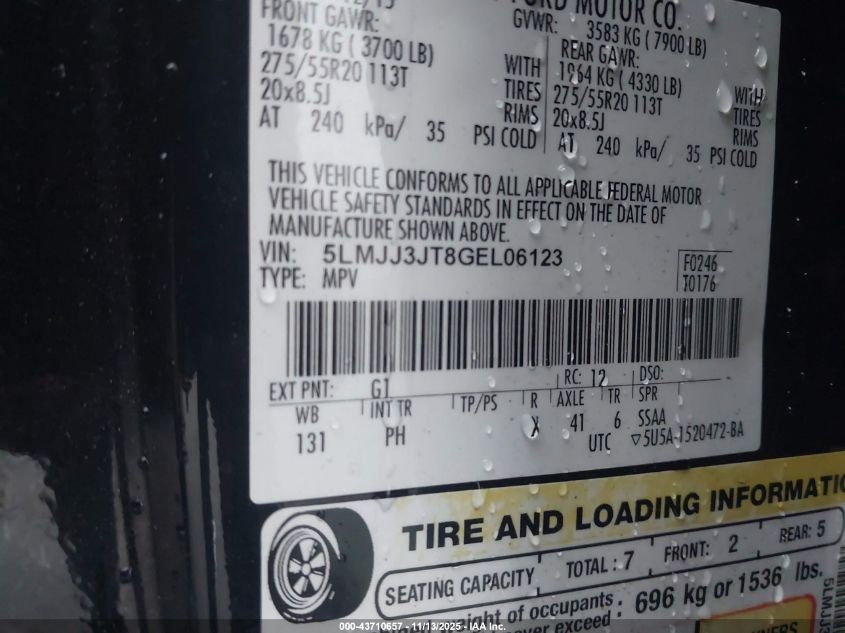 FORD MOTOR CO.
FRONT GAWR: GVWR: 3583 KG ( 7900 LB)
1678 KG ( 3700 LB) REAR GAWR:
275/55R20 113T WITH 1964 KG ( 4330 LB)
20x8.5J TIRES 275/55R20 113T WITH
RIMS 20x8.5J TIRES
AT 240 kPa/ 35 PSI COLD AT 240 kPa/ 35 PSI COLD RIMS
THIS VEHICLE CONFORMS TO ALL APPLICABLE FEDERAL MOTOR
VEHICLE SAFETY STANDARDS IN EFFECT ON THE DATE OF
MANUFACTURE SHOWN ABOVE.
VIN: 5LMJJ3JT8GEL06123 F0246
TYPE: MPV T0176
EXT PNT: G1 RC: 12 DSO:
WB INT TR TP/PS R AXLE TR SPR
131 PH X 41 6 SSAA
UTC ▽5U5A-1520472-BA
TIRE AND LOADING INFORMATIO
SEATING CAPACITY TOTAL : 7 FRONT: 2 REAR: 5
of occupants : 696 kg or 1536 lbs.
exceed :
5LMJJ3
00-43710657 - 11/13/2025 - IAA Inc.